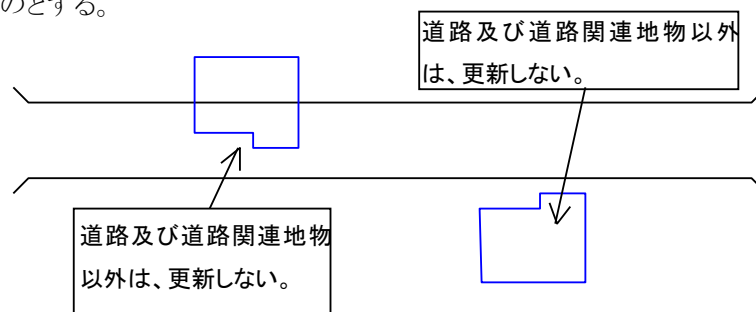 のとする。
道路及び道路関連地物以外
は、更新しない。
道路及び道路関連地物
以外は、更新しない。